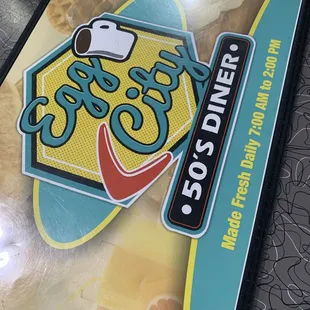 Egg
City
• 50'S DINER •
Made Fresh Daily 7:00 AM to 2:00 PM